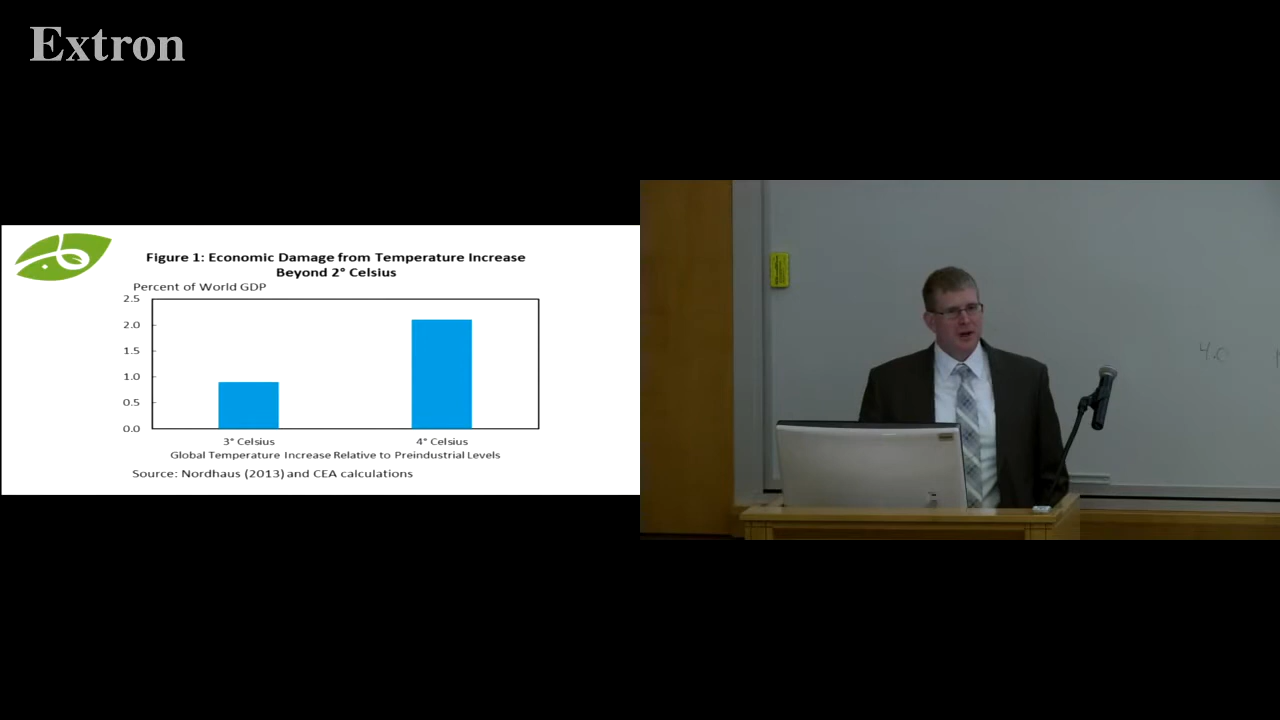 Extron
Figure 1: Economic Damage from Temperature Increase
Beyond 2° Celsius
Percent of World GDP
2.5
2.0
1.5
1.0
0.5
0.0
3° Celsius
4° Celsius
Global Temperature Increase Relative to Preindustrial Levels
Source: Nordhaus (2013) and CEA calculations